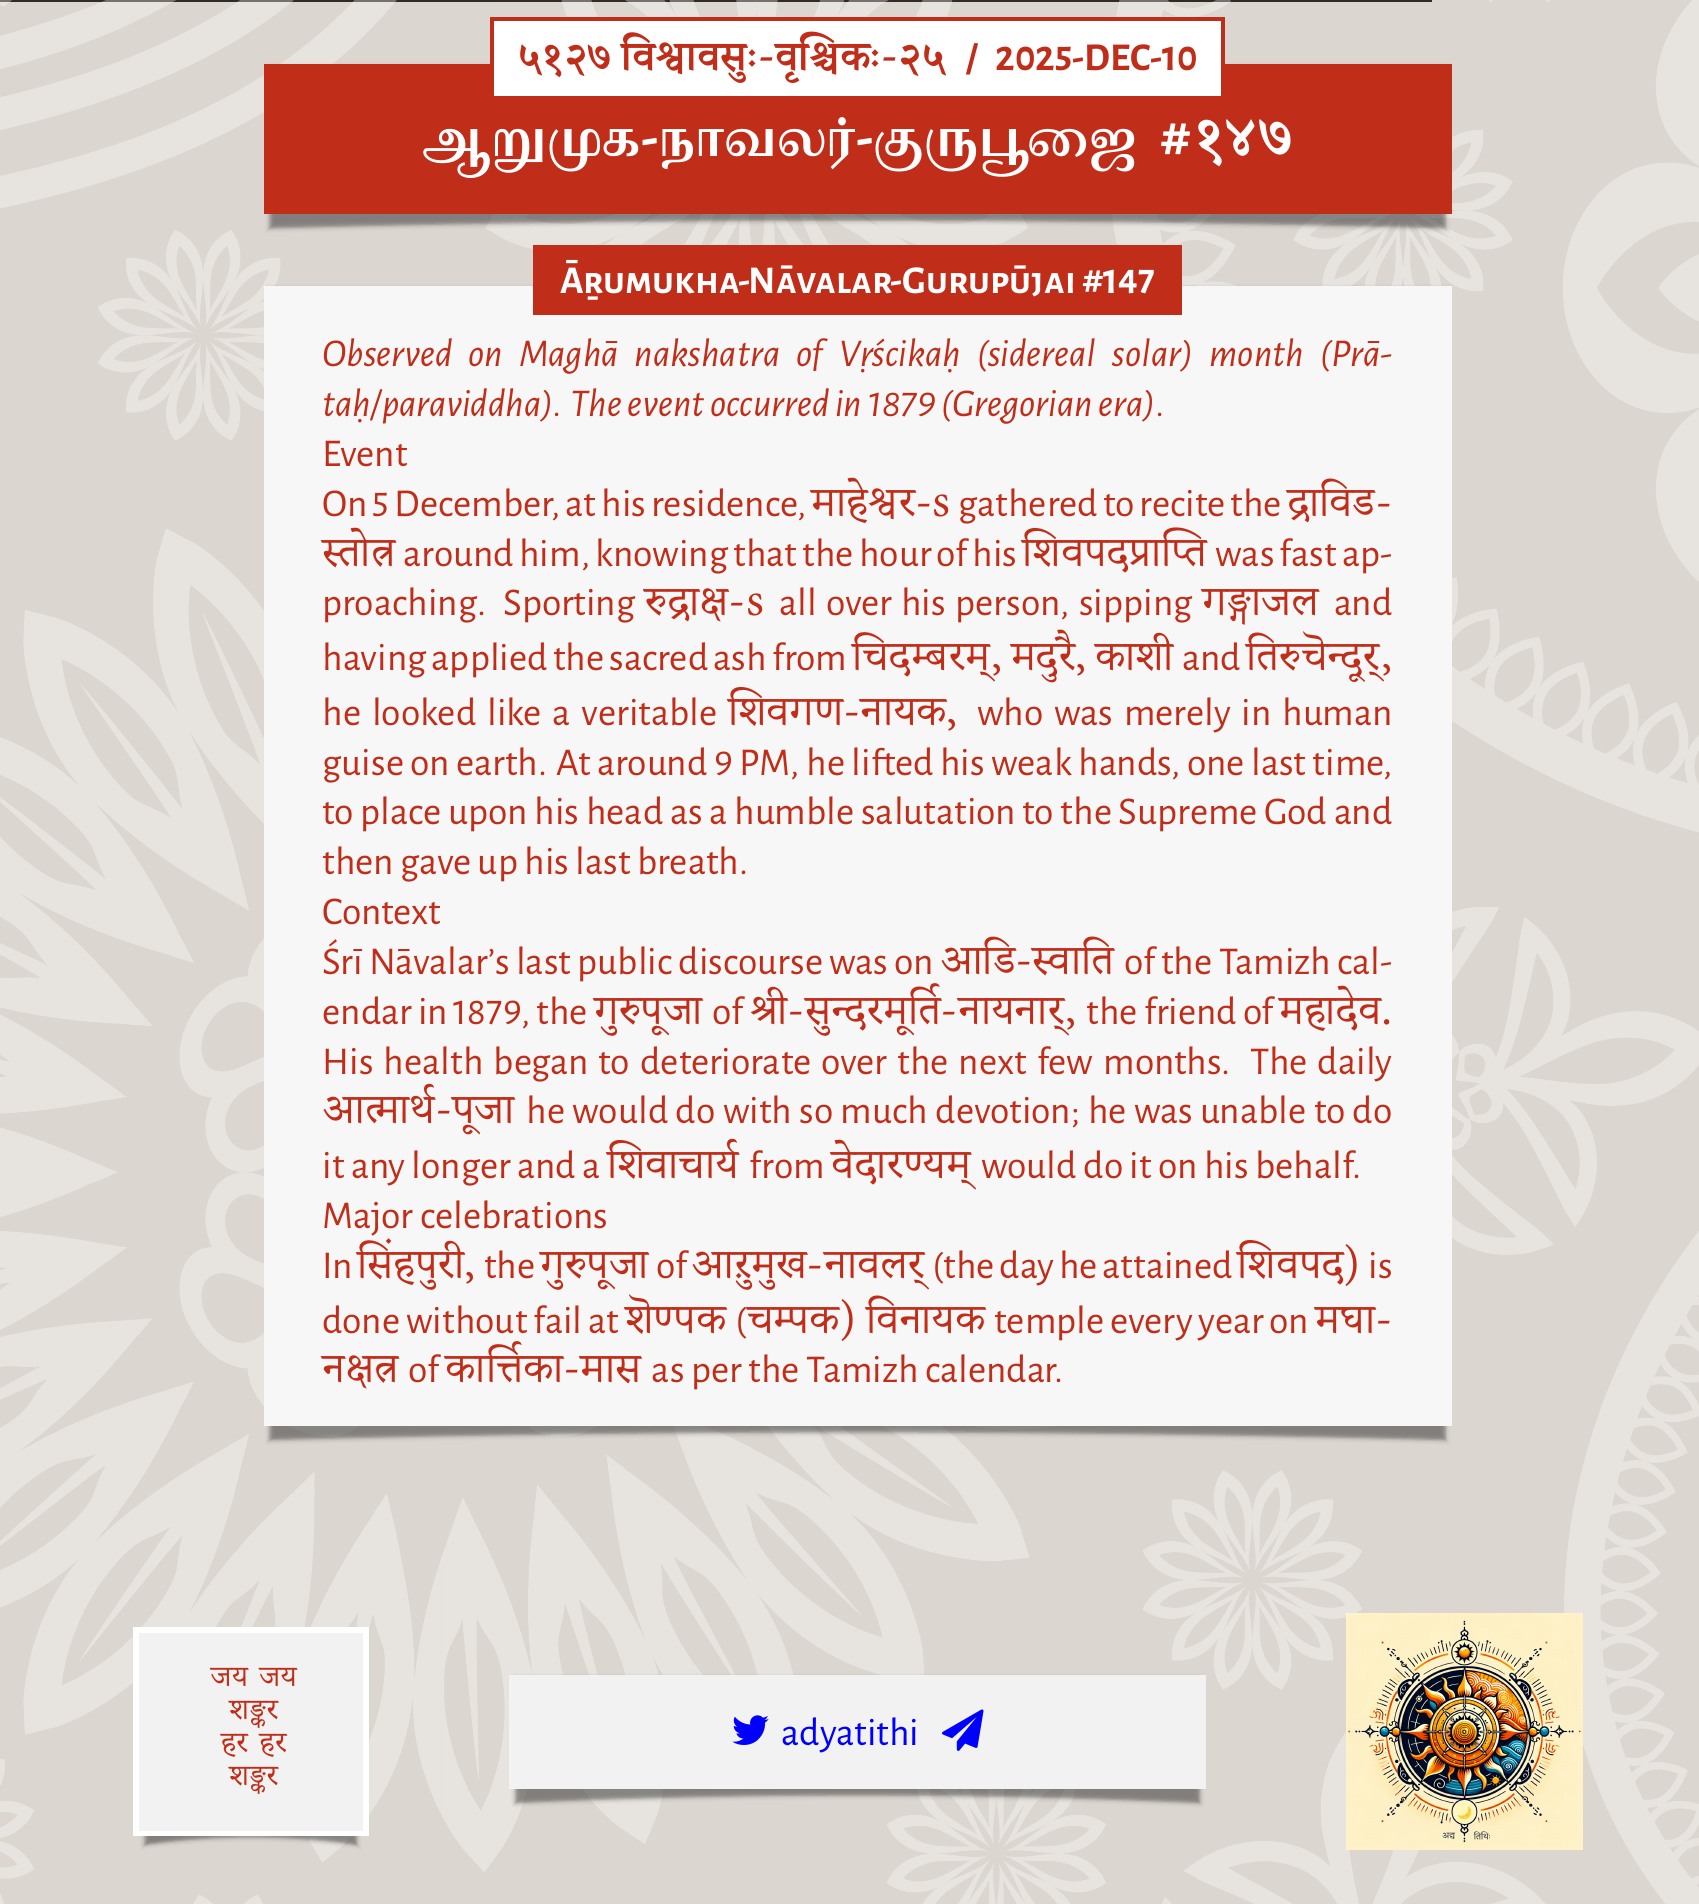 ५१२७ विश्वावसुः-वृश्चिकः-२५ / 2025-DEC-10
ஆறுமுக-நாவலர்-குருபூஜை #१४७
Āṟumukha-Nāvalar-Gurupūjai #147
Observed on Maghā nakshatra of Vṛścikaḥ (sidereal solar) month (Prā-
taḥ/paraviddha). The event occurred in 1879 (Gregorian era).
Event
On 5 December, at his residence, माहेश्वर-s gathered to recite the द्राविड-
स्तोत्र around him, knowing that the hour of his शिवपदप्राप्ति was fast ap-
proaching. Sporting रुद्राक्ष-s all over his person, sipping गङ्गाजल and
having applied the sacred ash from चिदम्बरम्, मदुरै, काशी and तिरुचॆन्दूर्,
he looked like a veritable शिवगण-नायक, who was merely in human
guise on earth. At around 9 PM, he lifted his weak hands, one last time,
to place upon his head as a humble salutation to the Supreme God and
then gave up his last breath.
Context
Śrī Nāvalar’s last public discourse was on आडि-स्वाति of the Tamizh cal-
endar in 1879, the गुरुपूजा of श्री-सुन्दरमूर्ति-नायनार्, the friend of महादेव.
His health began to deteriorate over the next few months. The daily
आत्मार्थ-पूजा he would do with so much devotion; he was unable to do
it any longer and a शिवाचार्य from वेदारण्यम् would do it on his behalf.
Major celebrations
In सिंहपुरी, the गुरुपूजा of आऱुमुख-नावलर् (the day he attained शिवपद) is
done without fail at शॆण्पक (चम्पक) विनायक temple every year on मघा-
नक्षत्र of कार्त्तिका-मास as per the Tamizh calendar.
जय जय
शङ्कर
हर हर
शङ्कर
adyatithi
अद्य तिथिः